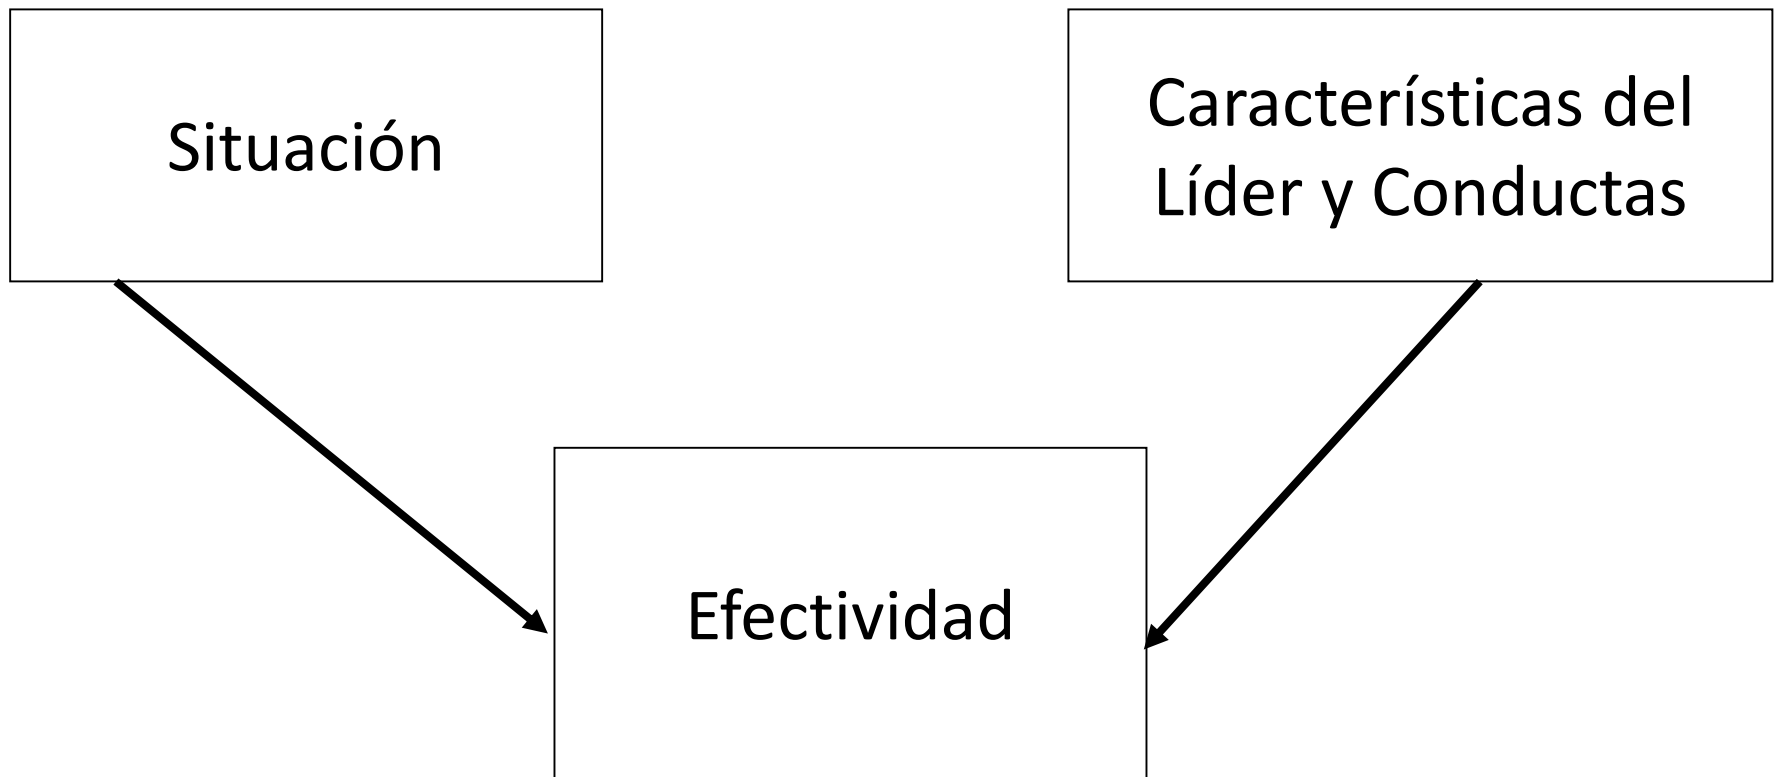 Situación
Características del
Líder y Conductas
Efectividad